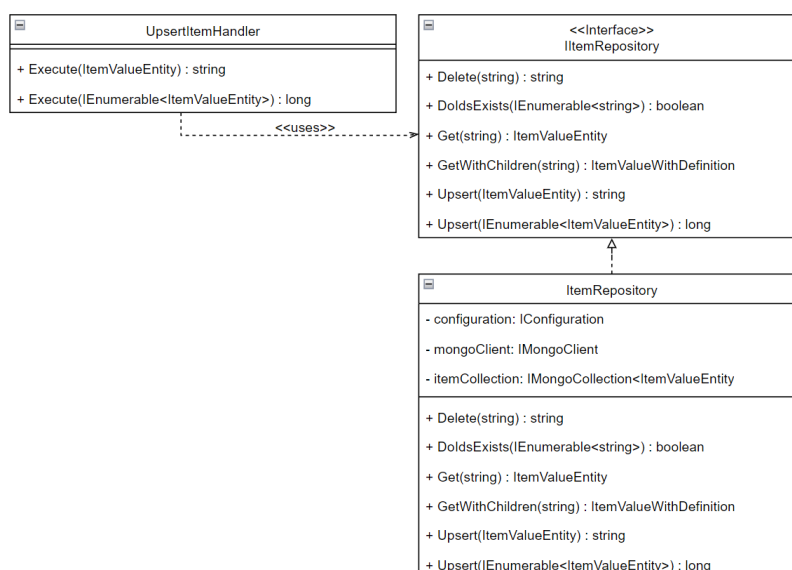 UpsertItemHandler
+ Execute(ItemValueEntity) : string
+ Execute(IEnumerable<ItemValueEntity>) : long
<<uses>>
<<Interface>>
IItemRepository
+ Delete(string) : string
+ DoIdsExists(IEnumerable<string>) : boolean
+ Get(string) : ItemValueEntity
+ GetWithChildren(string) : ItemValueWithDefinition
+ Upsert(ItemValueEntity) : string
+ Upsert(IEnumerable<ItemValueEntity>) : long
ItemRepository
- configuration: IConfiguration
- mongoClient: IMongoClient
- itemCollection: IMongoCollection<ItemValueEntity
+ Delete(string) : string
+ DoIdsExists(IEnumerable<string>) : boolean
+ Get(string) : ItemValueEntity
+ GetWithChildren(string) : ItemValueWithDefinition
+ Upsert(ItemValueEntity) : string
+ Upsert(IEnumerable<ItemValueEntity>) : long